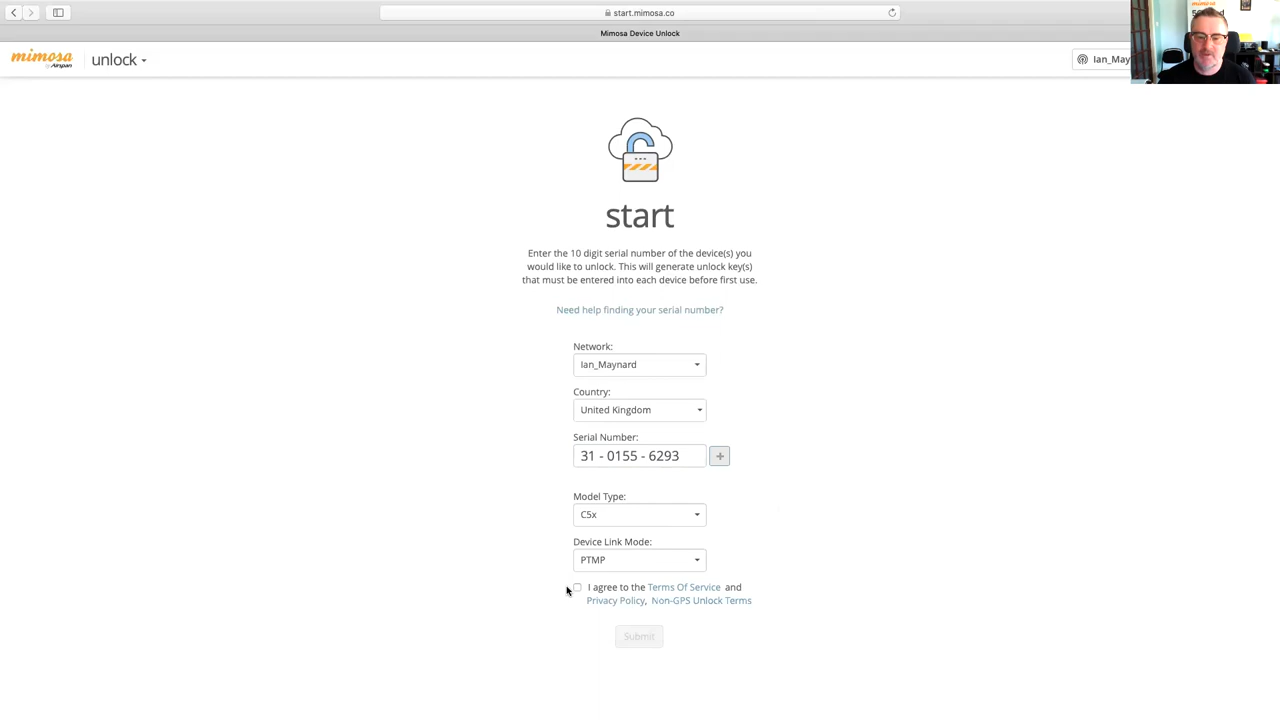 start.mimosa.co
Mimosa Device Unlock
mimosa
by Airspan
unlock
Ian_May
mimosa
start
Enter the 10 digit serial number of the device(s) you
would like to unlock. This will generate unlock key(s)
that must be entered into each device before first use.
Need help finding your serial number?
Network:
Ian_Maynard
Country:
United Kingdom
Serial Number:
31 - 0155 - 6293
+
Model Type:
C5x
Device Link Mode:
PTMP
I agree to the Terms Of Service and
Privacy Policy, Non-GPS Unlock Terms
Submit